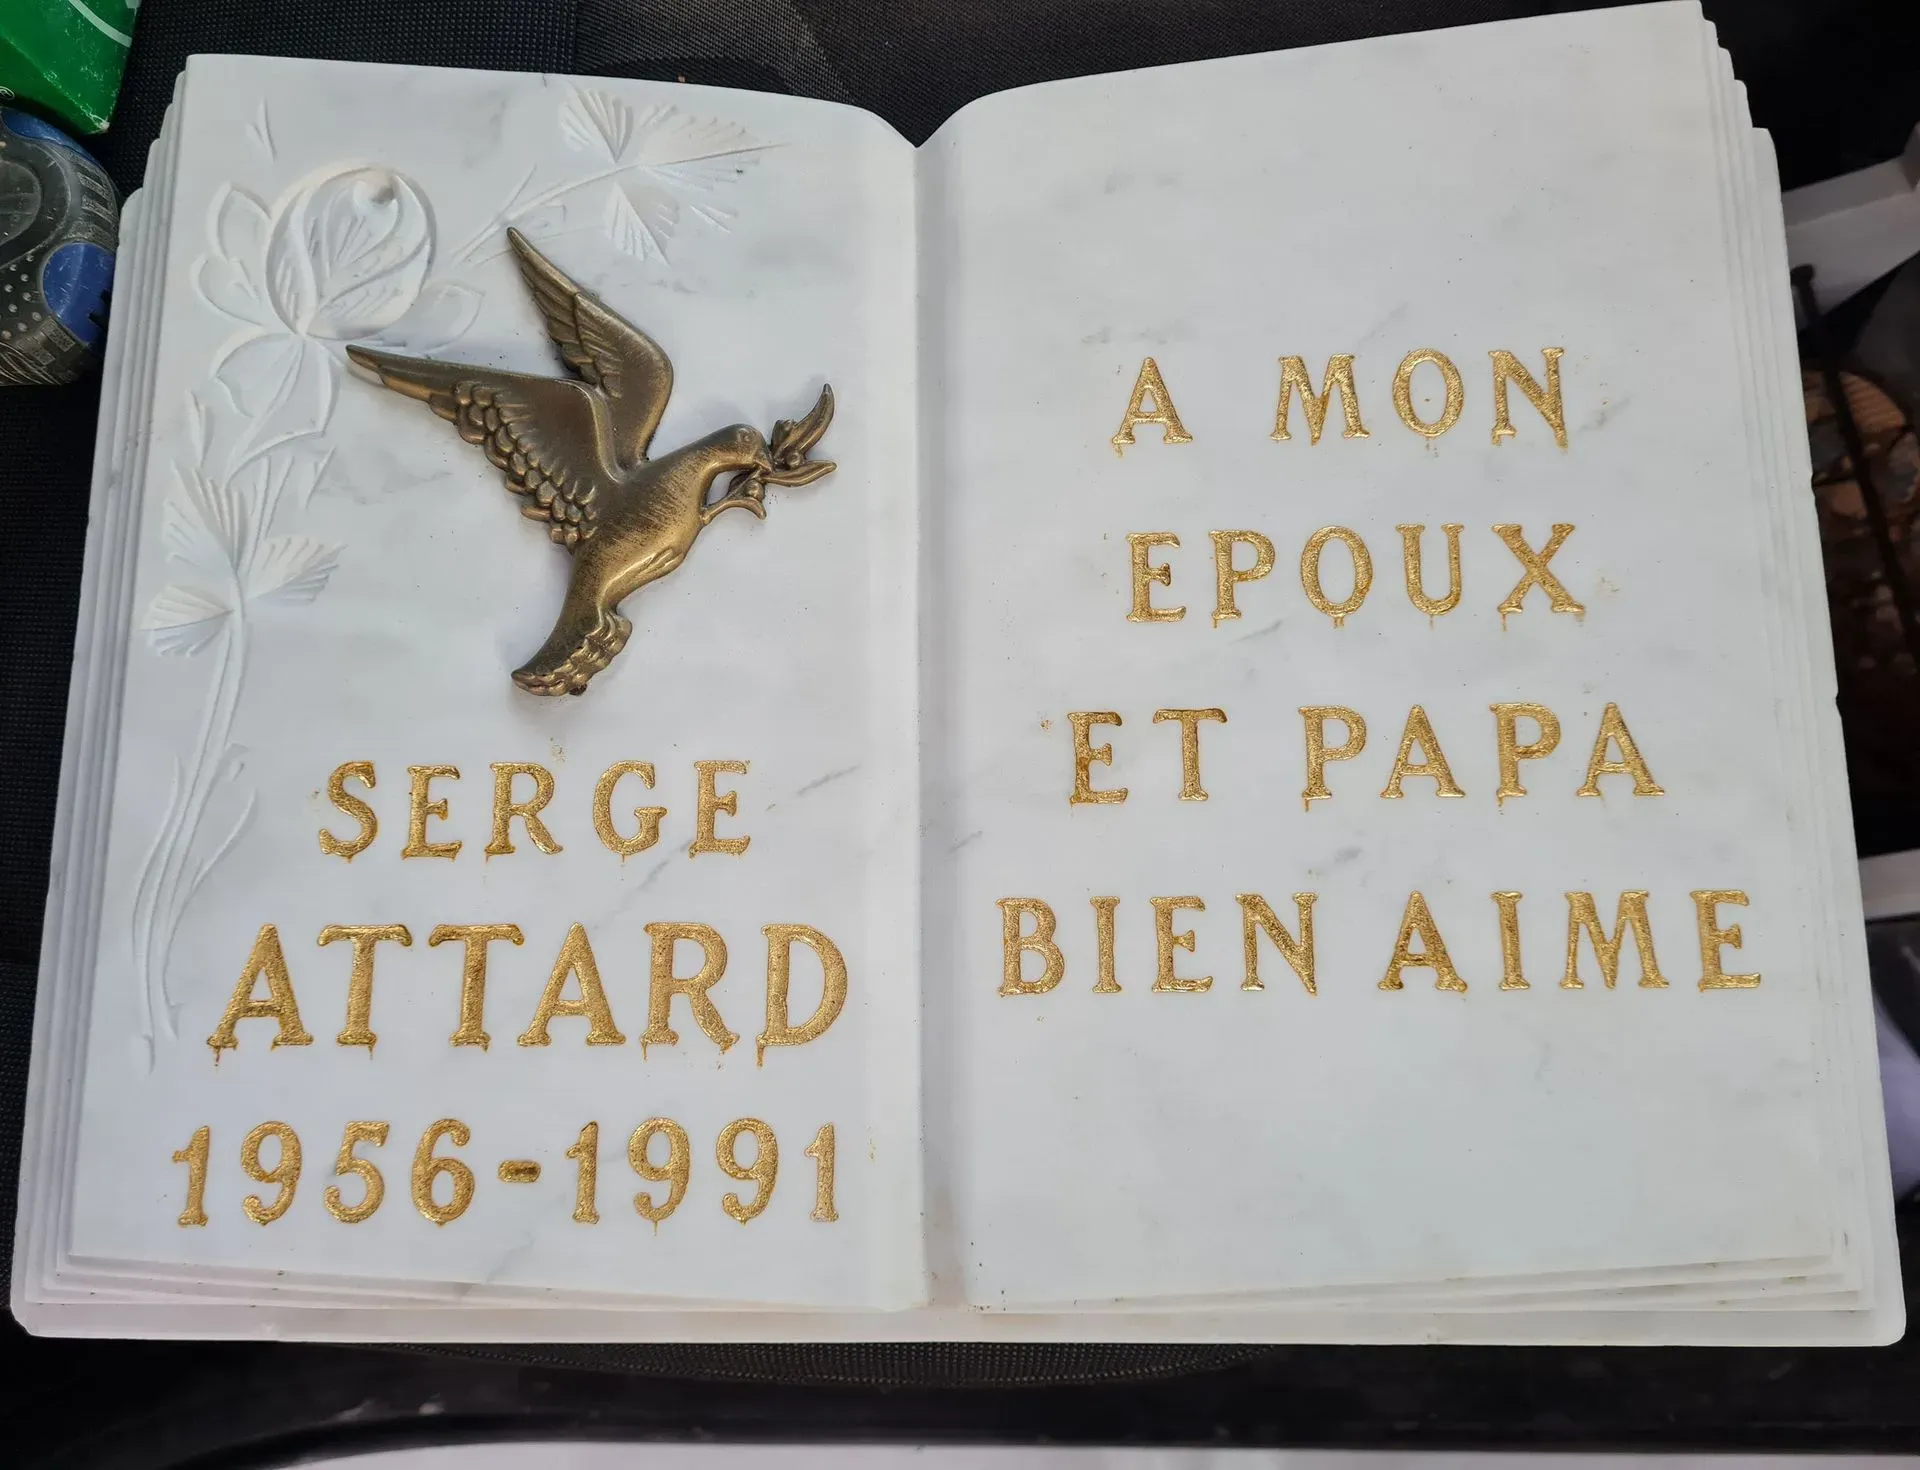 SERGE
ATTARD
1956-1991
A MON
EPOUX
ET PAPA
BIEN AIME